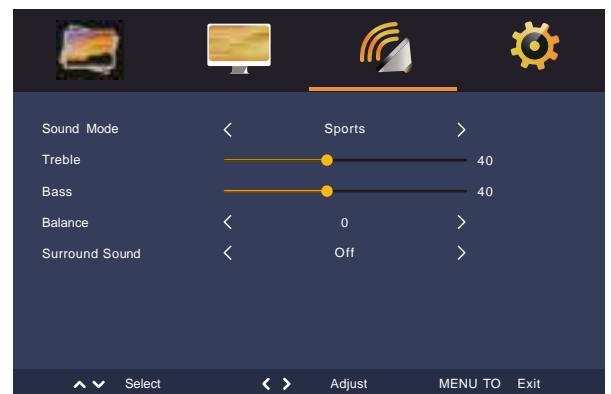 Sound Mode Sports
Treble 40
Bass 40
Balance 0
Surround Sound Off
Select Adjust MENU TO Exit